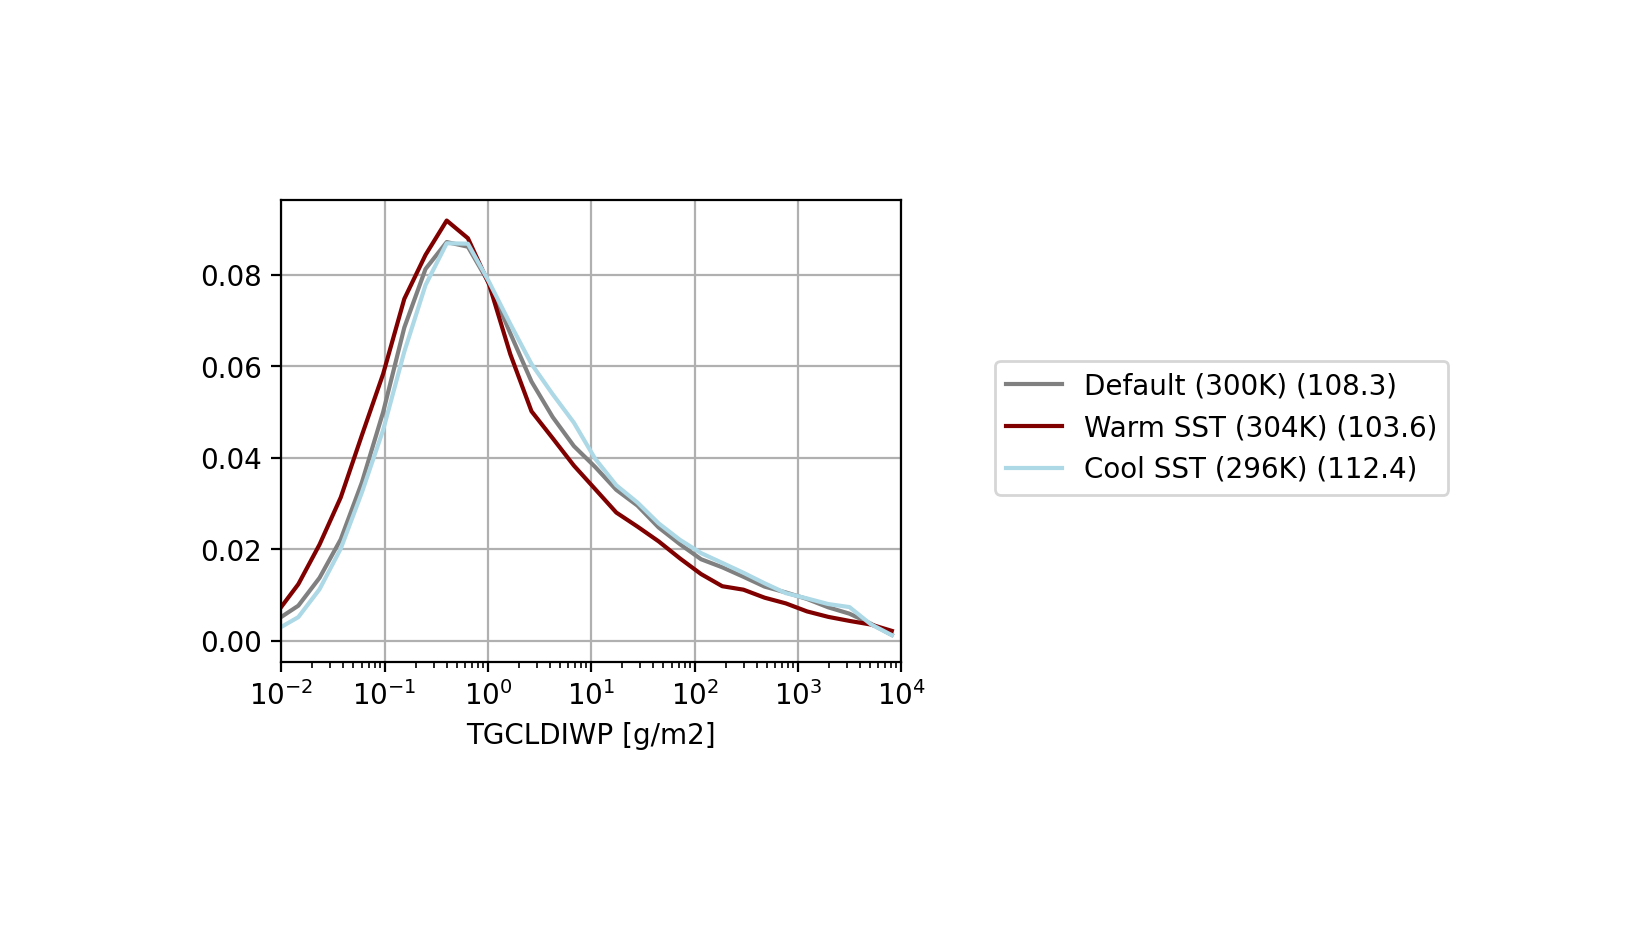 0.08
0.06
0.04
0.02
0.00
10⁻² 10⁻¹ 10⁰ 10¹ 10² 10³ 10⁴
TGCLDIWP [g/m2]
Default (300K) (108.3)
Warm SST (304K) (103.6)
Cool SST (296K) (112.4)